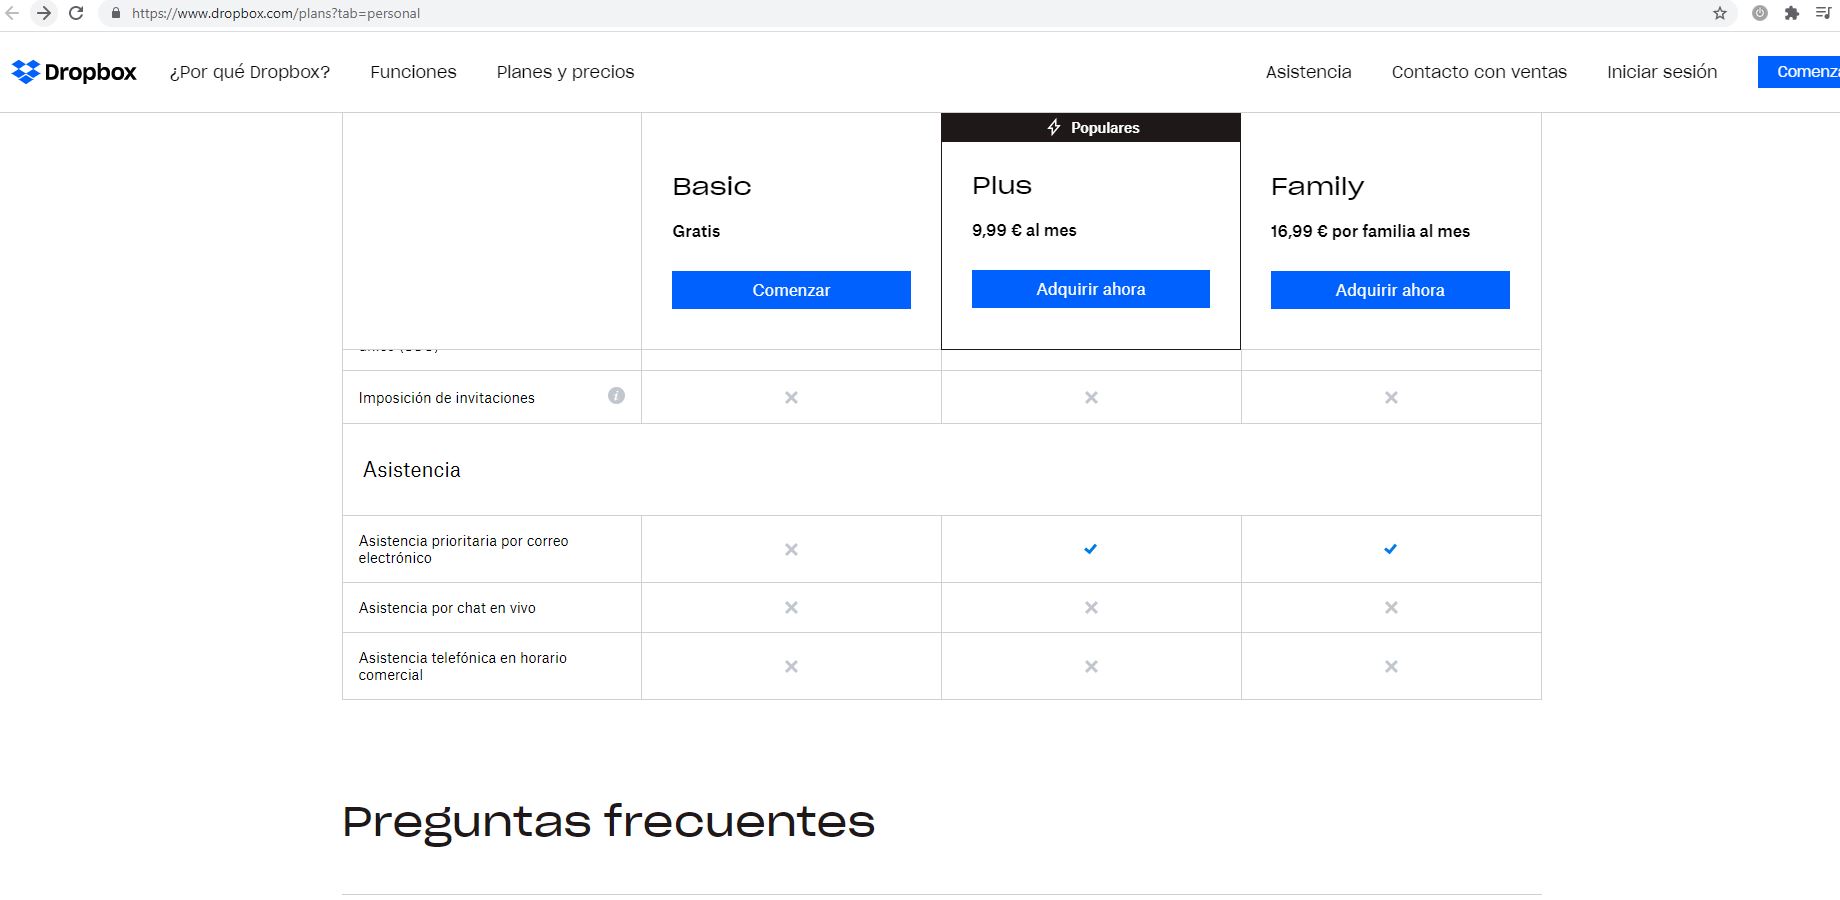 https://www.dropbox.com/plans?tab=personal
Dropbox ¿Por qué Dropbox? Funciones Planes y precios Asistencia Contacto con ventas Iniciar sesión
Populares
Basic Plus Family
Gratis 9,99 € al mes 16,99 € por familia al mes
Comenzar Adquirir ahora Adquirir ahora
Imposición de invitaciones
Asistencia
Asistencia prioritaria por correo
electrónico
Asistencia por chat en vivo
Asistencia telefónica en horario
comercial
Preguntas frecuentes